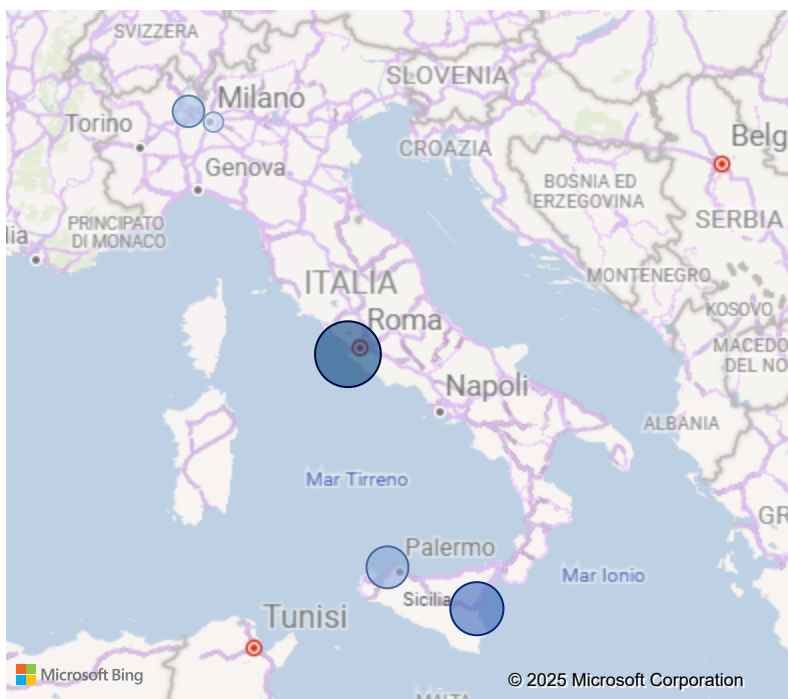 SVIZZERA
SLOVENIA
Milano
Torino
Belg
CROAZIA
Genova
BOSNIA ED
ERZEGOVINA
SERBIA
PRINCIPATO
DI MONACO
lia
MONTENEGRO
ITALIA
KOSOVO
Roma
MACEDO
DEL NO
Napoli
ALBANIA
Mar Tirreno
GR
Palermo
Mar Ionio
Sicilia
Tunisi
Microsoft Bing
© 2025 Microsoft Corporation
MALTA